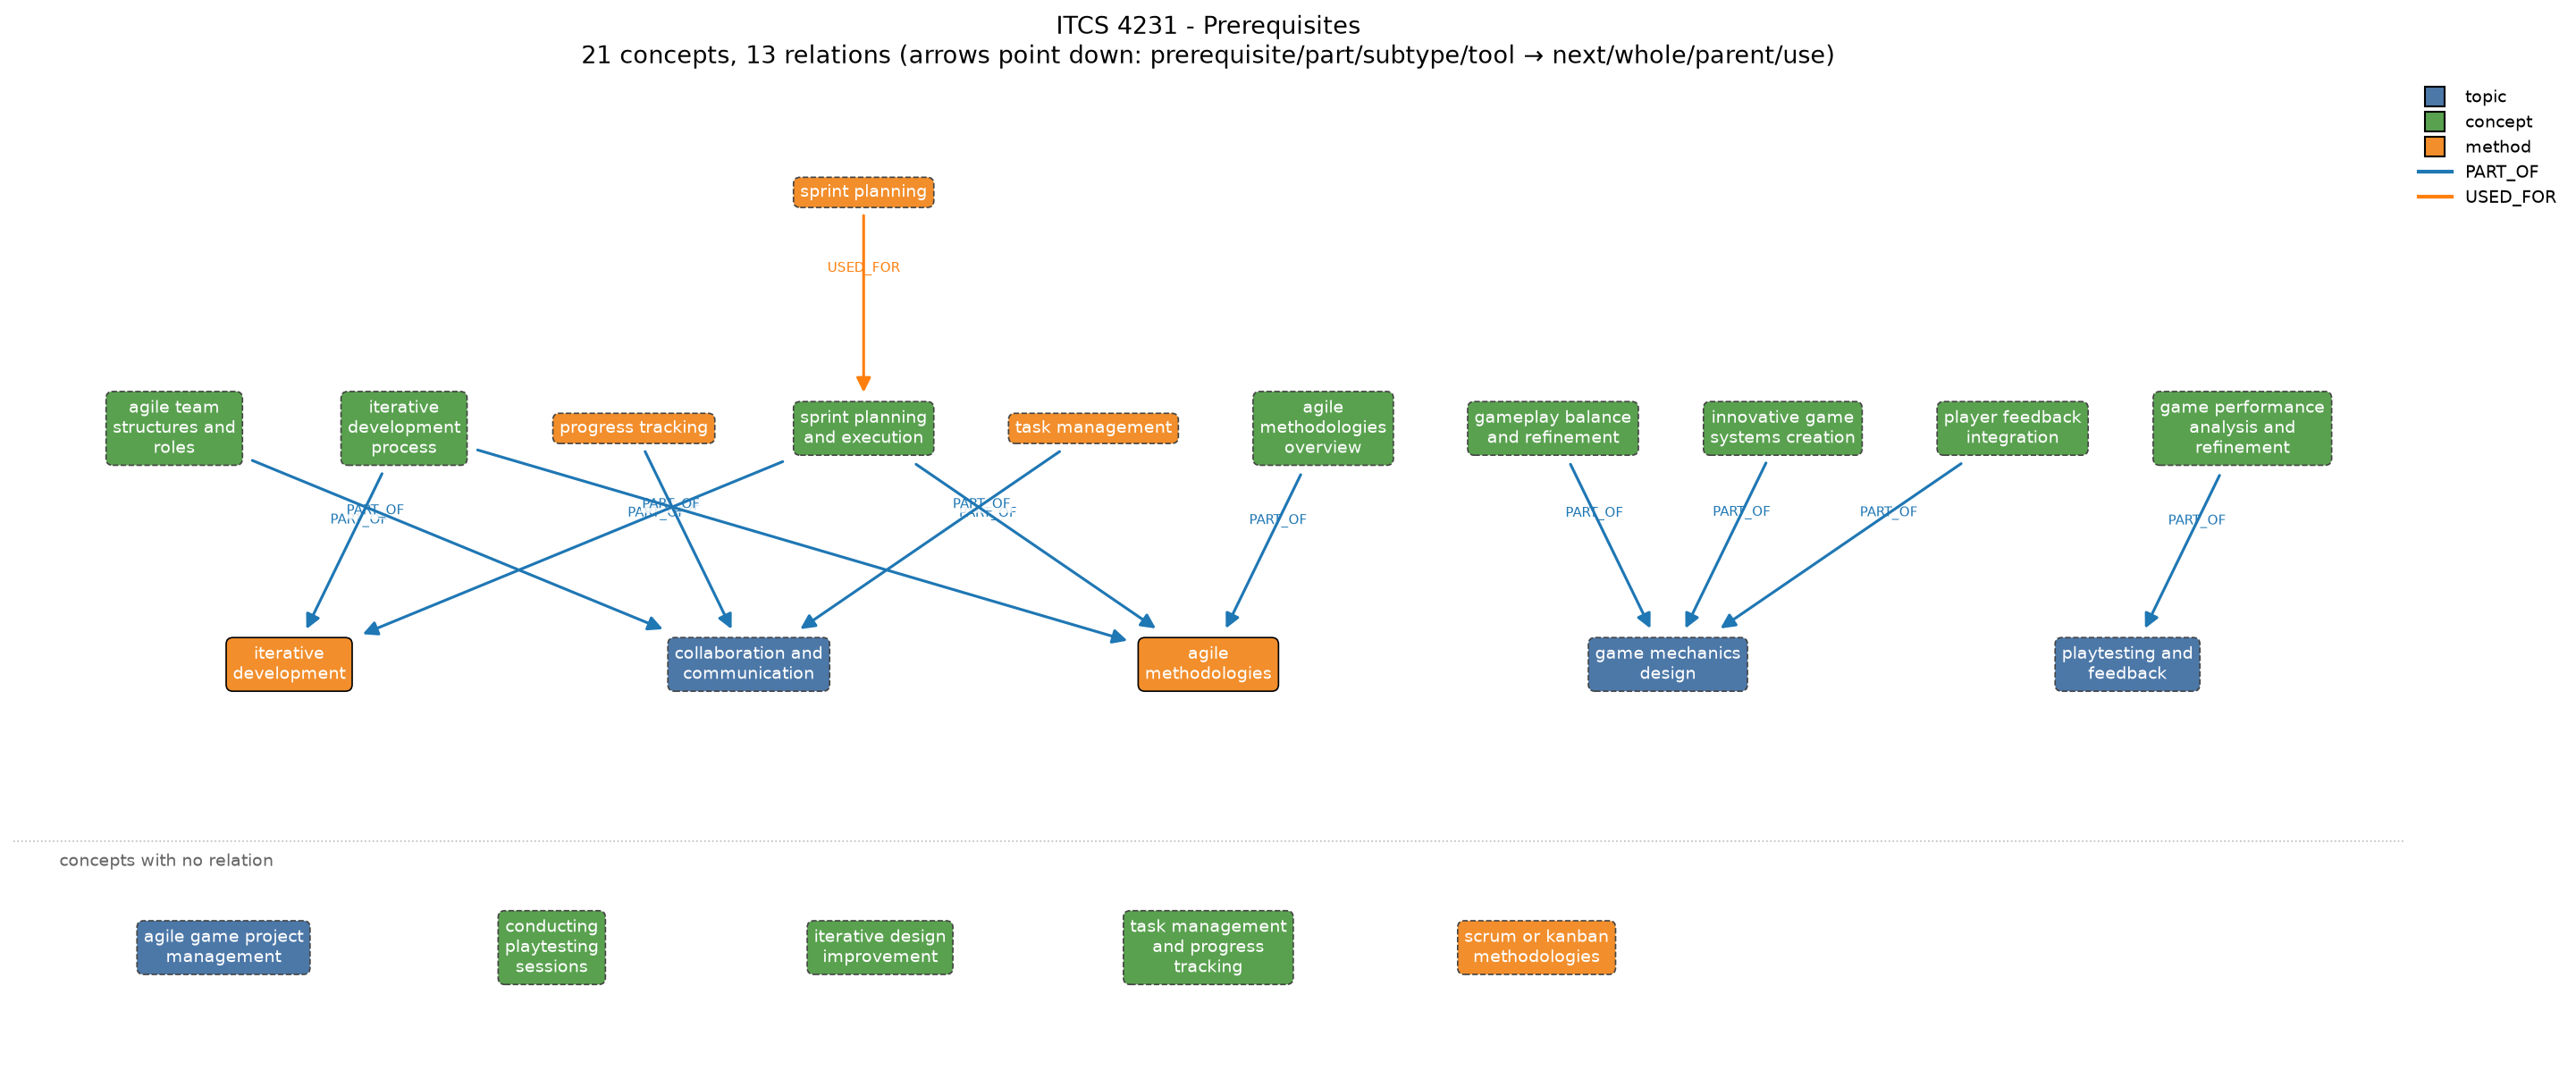 ITCS 4231 - Prerequisites
21 concepts, 13 relations (arrows point down: prerequisite/part/subtype/tool → next/whole/parent/use)
topic
concept
method
PART_OF
USED_FOR
sprint planning
USED_FOR
agile team
structures and
roles
iterative
development
process
progress tracking
sprint planning
and execution
task management
agile
methodologies
overview
gameplay balance
and refinement
innovative game
systems creation
player feedback
integration
game performance
analysis and
refinement
PART_OF
PART_OF
PART_OF
PART_OF
PART_OF
PART_OF
PART_OF
PART_OF
PART_OF
PART_OF
PART_OF
iterative
development
collaboration and
communication
agile
methodologies
game mechanics
design
playtesting and
feedback
concepts with no relation
agile game project
management
conducting
playtesting
sessions
iterative design
improvement
task management
and progress
tracking
scrum or kanban
methodologies